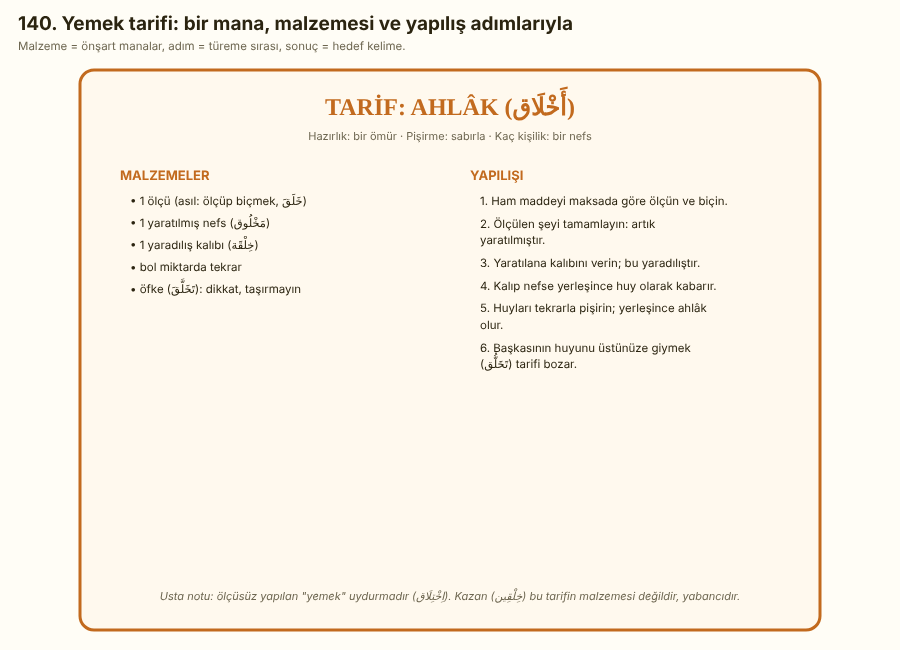 140. Yemek tarifi: bir mana, malzemesi ve yapılış adımlarıyla
Malzeme = önşart manalar, adım = türeme sırası, sonuç = hedef kelime.
TARİF: AHLÂK (أَخْلَاق)
Hazırlık: bir ömür · Pişirme: sabırla · Kaç kişilik: bir nefs
MALZEMELER
• 1 ölçü (asıl: ölçüp biçmek, خَلَقَ)
• 1 yaratılmış nefs (مَخْلُوق)
• 1 yaradılış kalıbı (خِلْقَة)
• bol miktarda tekrar
• öfke (تَخَلَّقَ): dikkat, taşırmayın
YAPILIŞI
1. Ham maddeyi maksada göre ölçün ve biçin.
2. Ölçülen şeyi tamamlayın: artık
yaratılmıştır.
3. Yaratılana kalıbını verin; bu yaradılıştır.
4. Kalıp nefse yerleşince huy olarak kabarır.
5. Huyları tekrarla pişirin; yerleşince ahlâk
olur.
6. Başkasının huyunu üstünüze giymek
(تَخَلُّق) tarifi bozar.
Usta notu: ölçüsüz yapılan "yemek" uydurmadır (اِخْتِلَاق). Kazan (خِلْقِين) bu tarifin malzemesi değildir, yabancıdır.